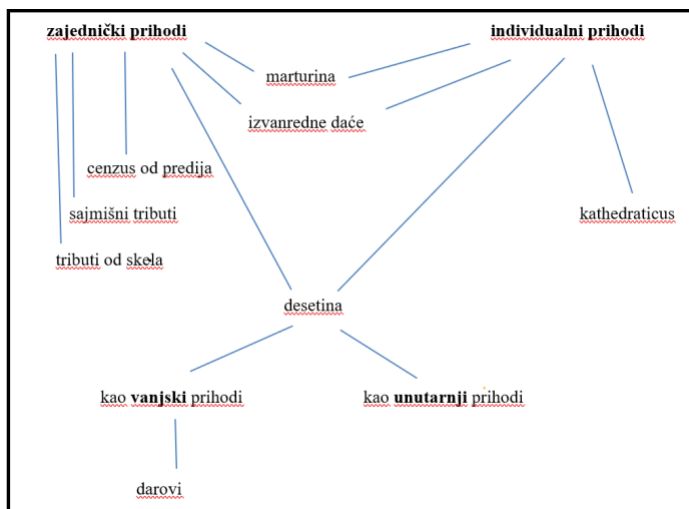 zajednički prihodi
individualni prihodi
marturina
izvanredne daće
cenzus od predija
sajmišni tributi
kathedraticus
tributi od skela
desetina
kao vanjski prihodi
kao unutarnji prihodi
darovi